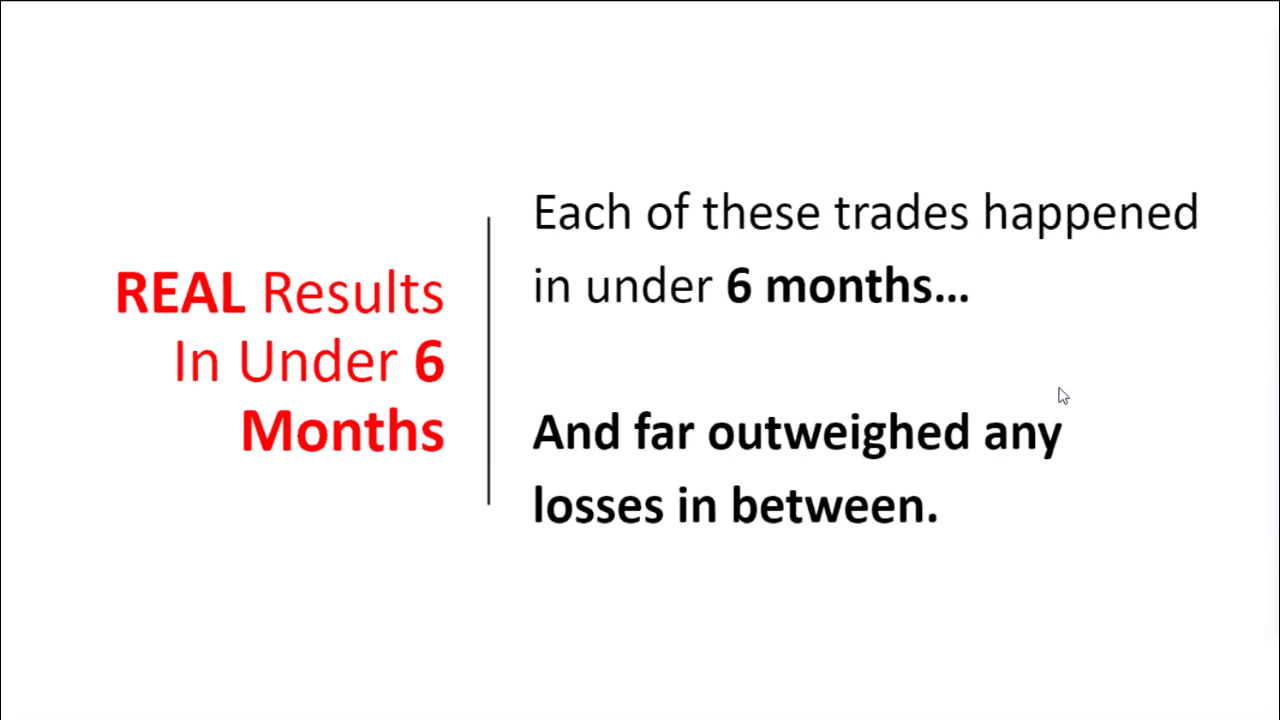 REAL Results
In Under 6
Months
Each of these trades happened
in under 6 months...
And far outweighed any
losses in between.